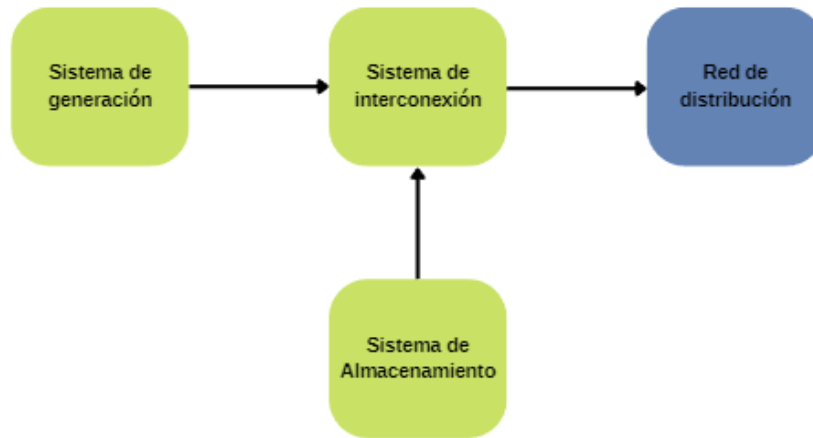 Sistema de
generación
Sistema de
interconexión
Red de
distribución
Sistema de
Almacenamiento